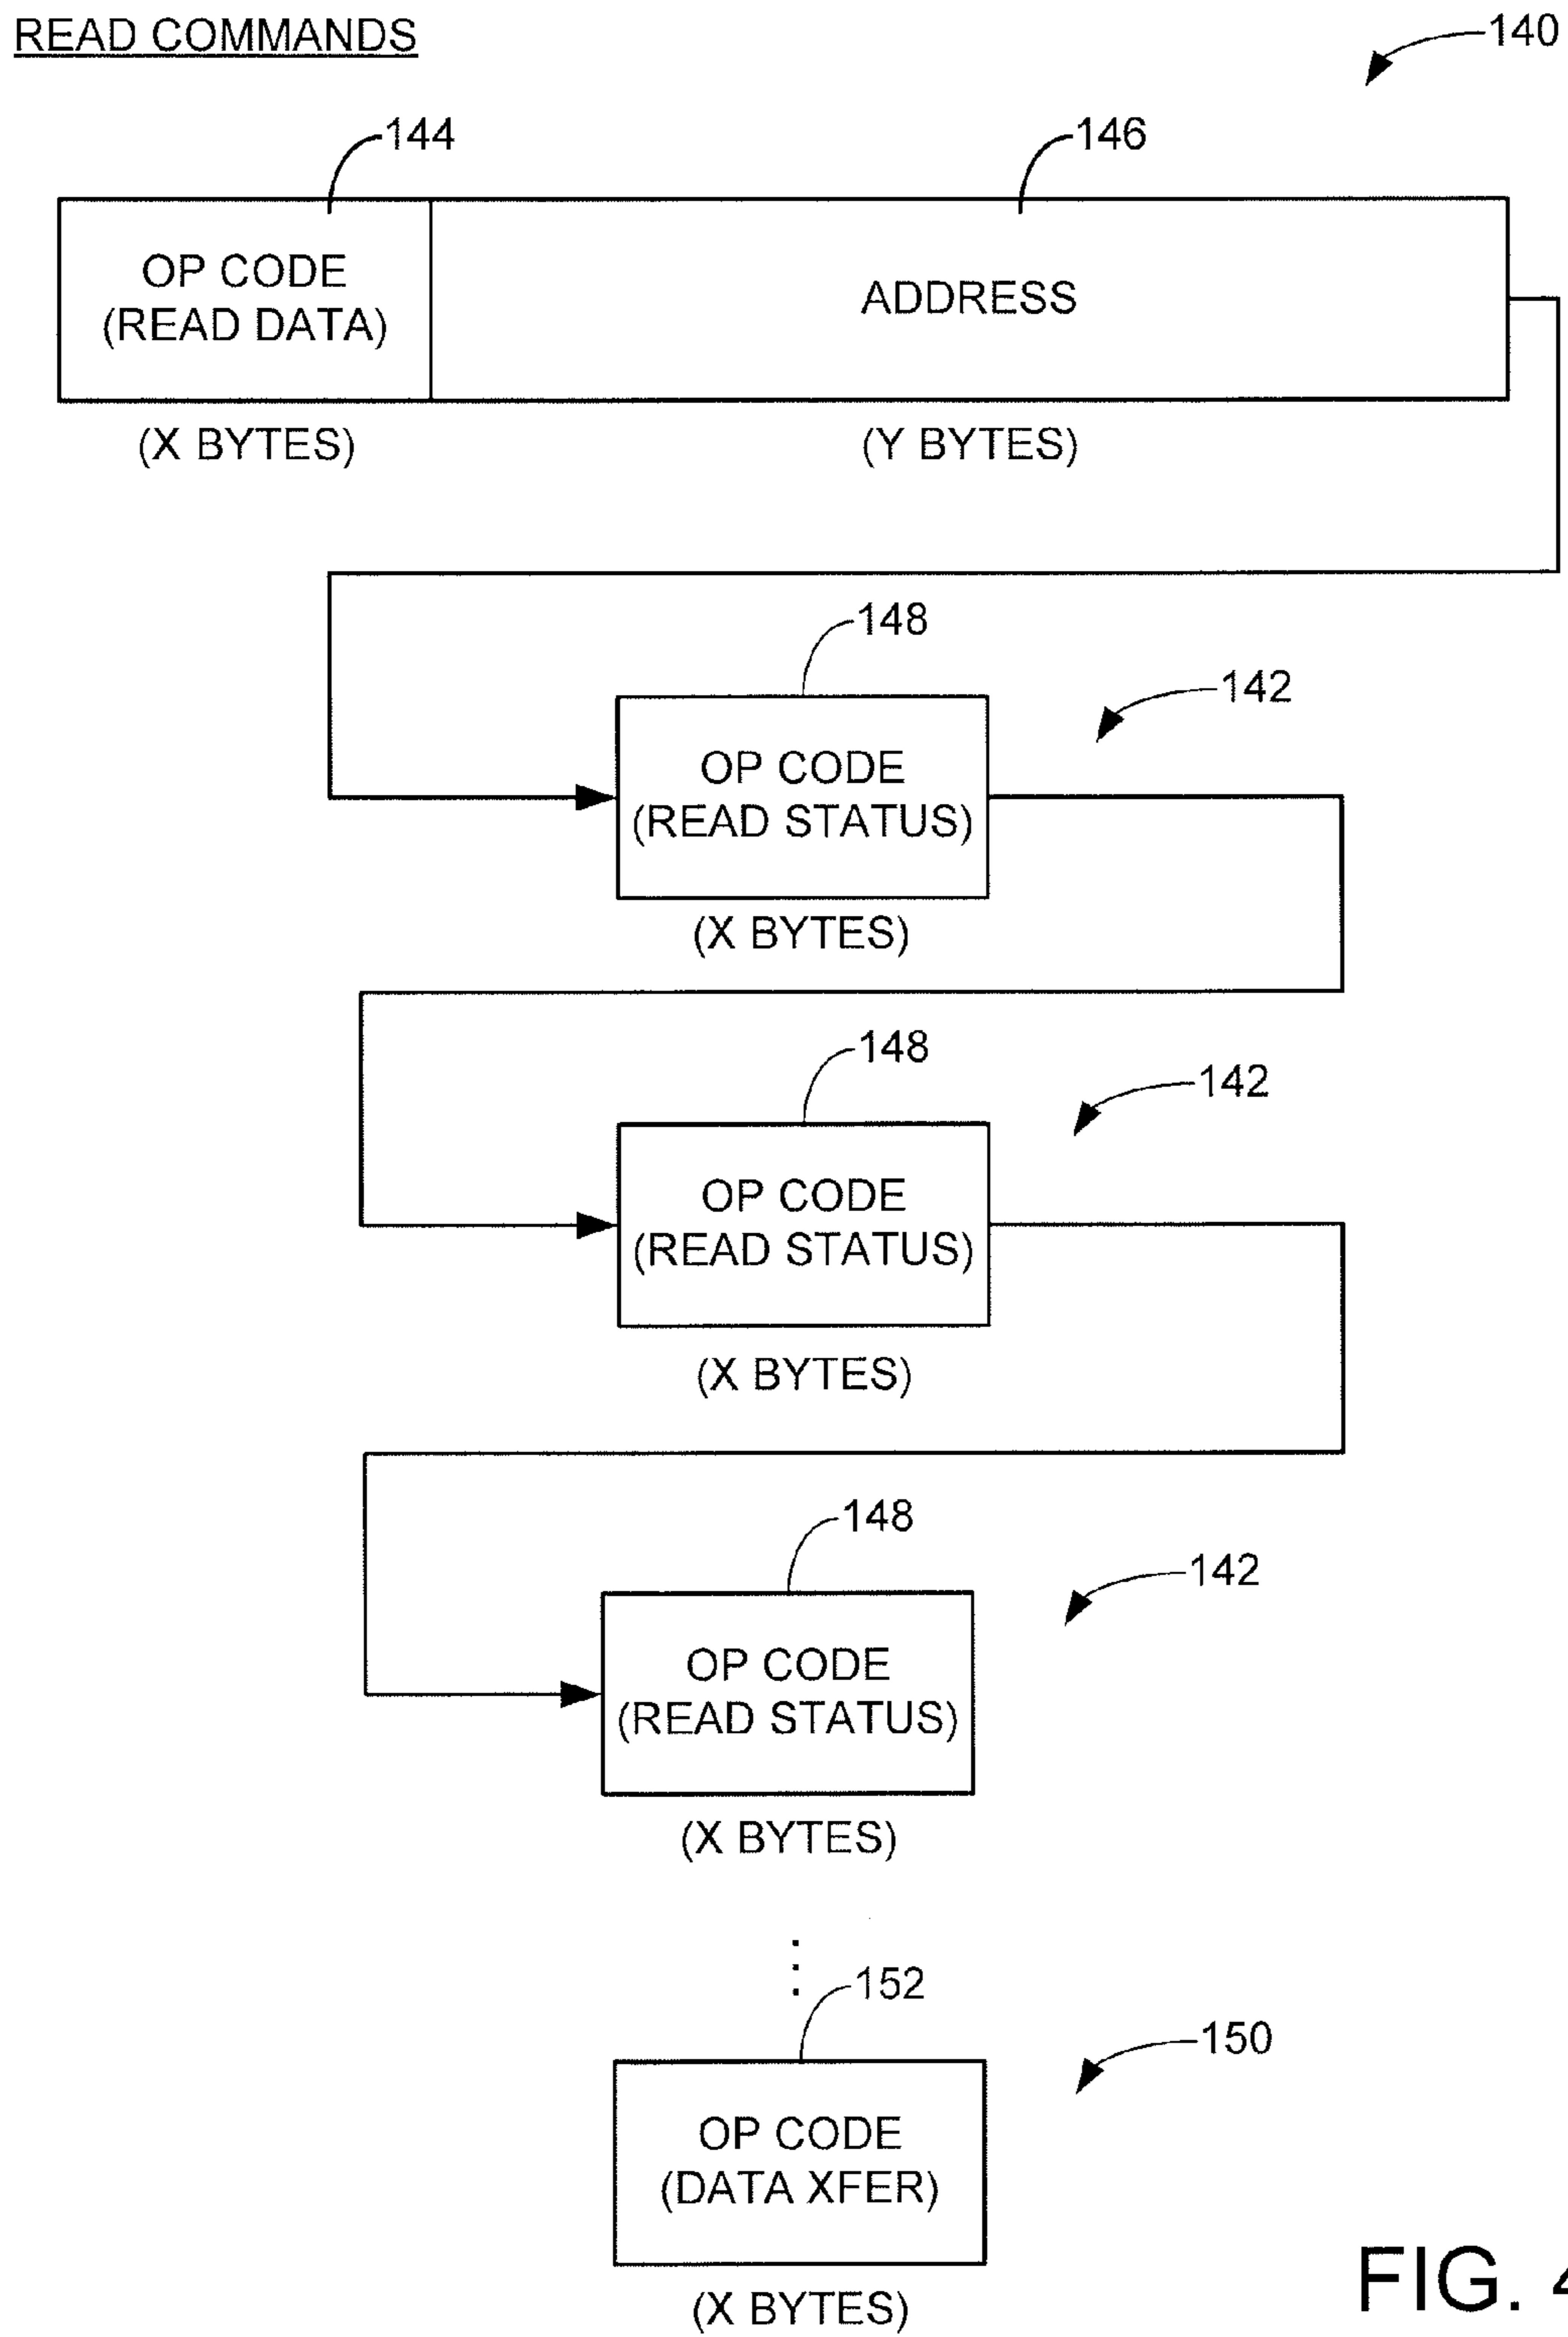 READ COMMANDS
140
144
146
OP CODE
(READ DATA)
ADDRESS
(X BYTES)
(Y BYTES)
148
142
OP CODE
(READ STATUS)
(X BYTES)
148
142
OP CODE
(READ STATUS)
(X BYTES)
148
142
OP CODE
(READ STATUS)
(X BYTES)
152
150
OP CODE
(DATA XFER)
(X BYTES)
FIG. 4